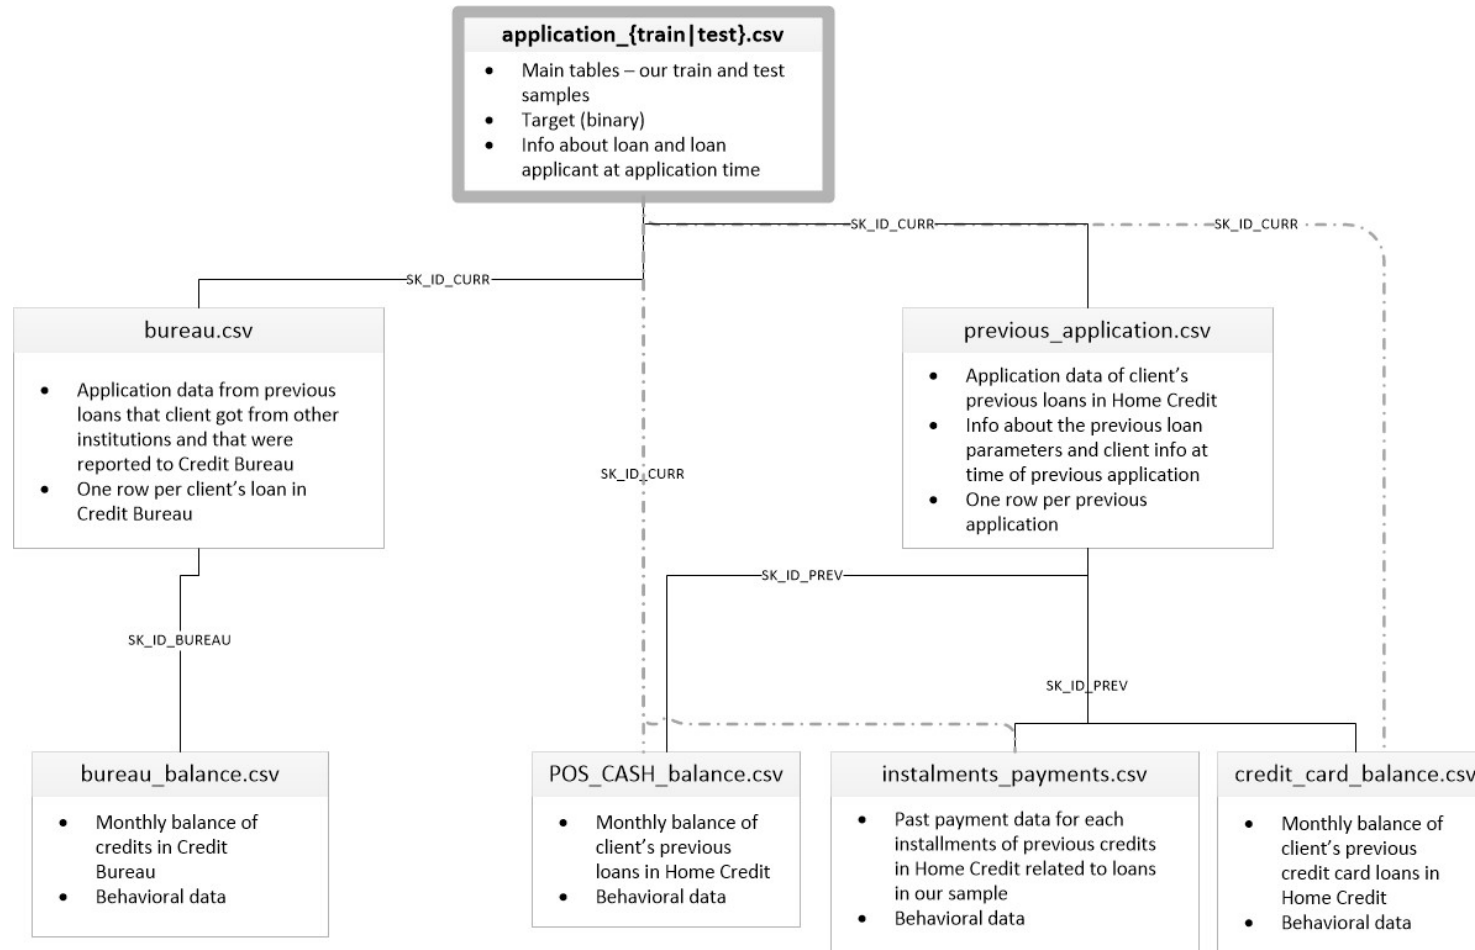 application_{train|test}.csv
• Main tables – our train and test
samples
• Target (binary)
• Info about loan and loan
applicant at application time
SK_ID_CURR
SK_ID_CURR
SK_ID_CURR
bureau.csv
• Application data from previous
loans that client got from other
institutions and that were
reported to Credit Bureau
• One row per client’s loan in
Credit Bureau
previous_application.csv
• Application data of client’s
previous loans in Home Credit
• Info about the previous loan
parameters and client info at
time of previous application
• One row per previous
application
SK_ID_CURR
SK_ID_PREV
SK_ID_BUREAU
SK_ID_PREV
bureau_balance.csv
• Monthly balance of
credits in Credit
Bureau
• Behavioral data
POS_CASH_balance.csv
• Monthly balance of
client’s previous
loans in Home Credit
• Behavioral data
instalments_payments.csv
• Past payment data for each
installments of previous credits
in Home Credit related to loans
in our sample
• Behavioral data
credit_card_balance.csv
• Monthly balance of
client’s previous
credit card loans in
Home Credit
• Behavioral data